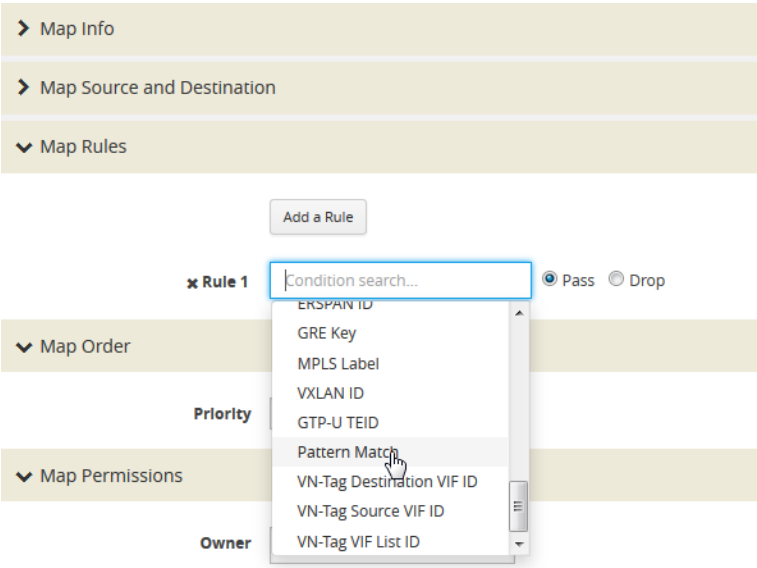 Map Info
Map Source and Destination
Map Rules
Add a Rule
× Rule 1 Condition search... Pass Drop
ERSPAN ID
GRE Key
MPLS Label
VXLAN ID
GTP-U TEID
Pattern Match
VN-Tag Destination VIF ID
VN-Tag Source VIF ID
VN-Tag VIF List ID
Map Order
Priority
Map Permissions
Owner